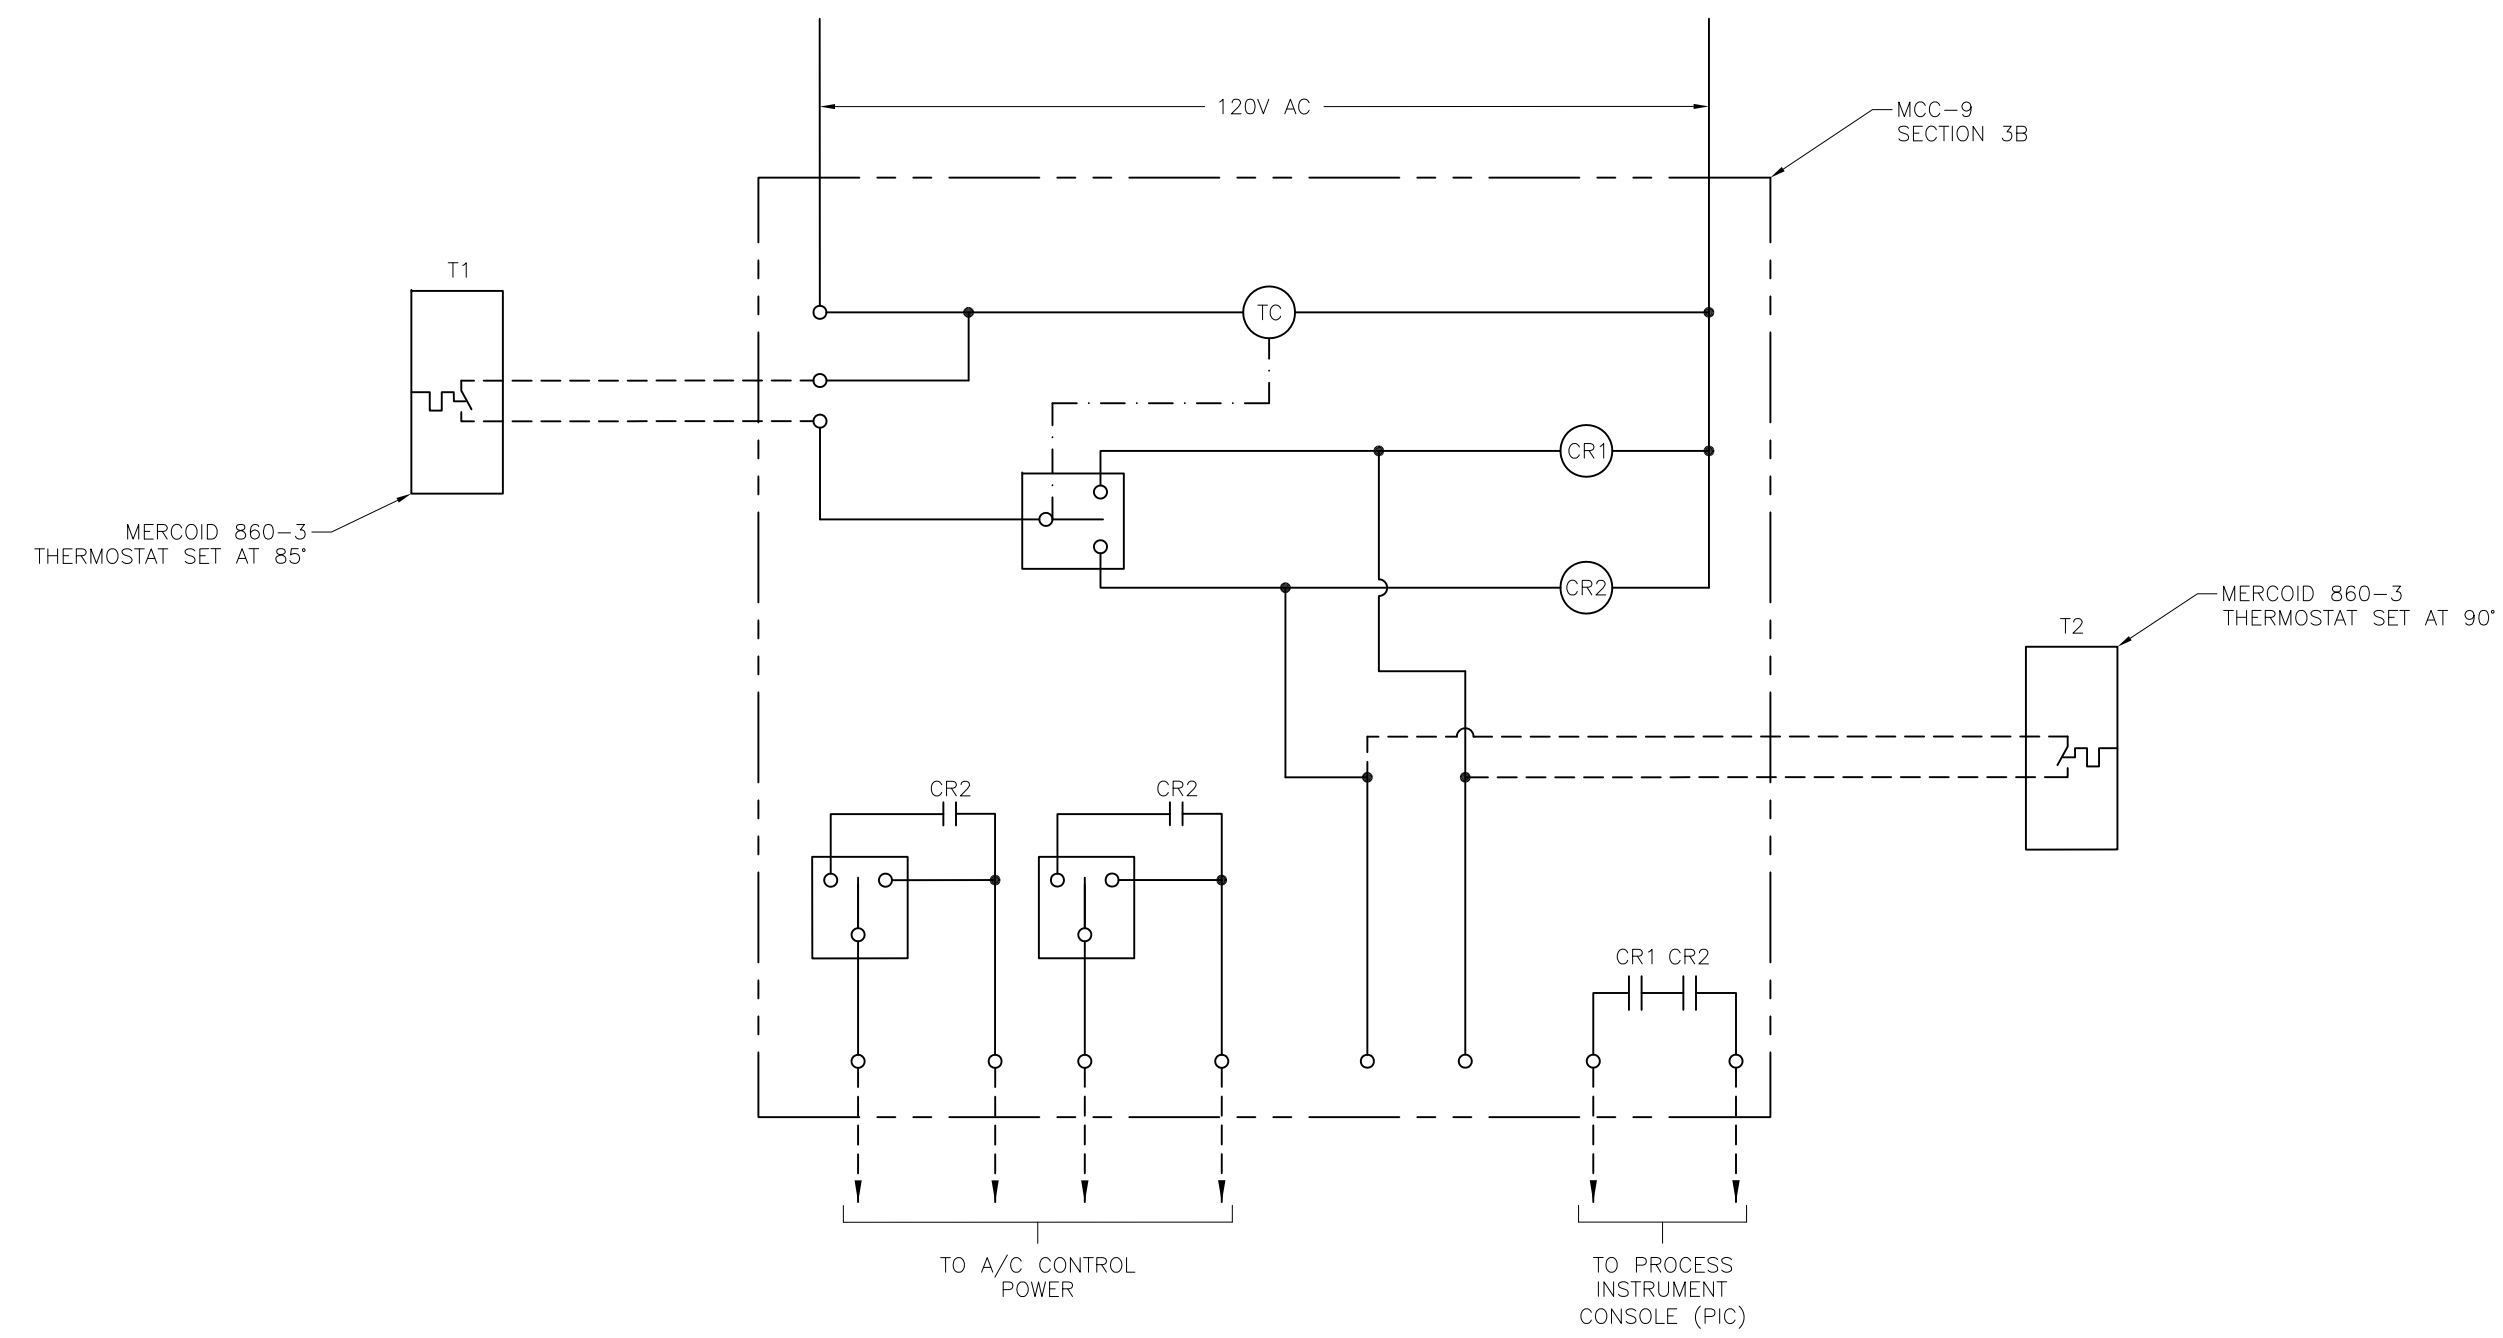 120V AC
MCC-9
SECTION 3B
T1
TC
CR1
MERCOID 860-3
THERMOSTAT SET AT 85°
CR2
MERCOID 860-3
THERMOSTAT SET AT 90°
T2
CR2
CR2
CR1 CR2
TO A/C CONTROL
POWER
TO PROCESS
INSTRUMENT
CONSOLE (PIC)